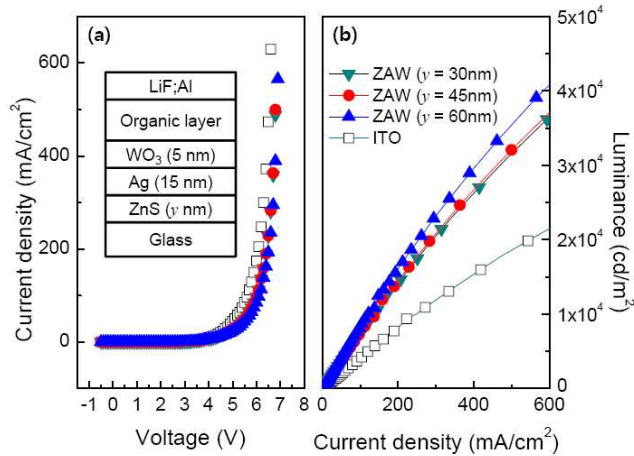 (a)
600
400
200
0
Current density (mA/cm²)
LiF;Al
Organic layer
WO₃ (5 nm)
Ag (15 nm)
ZnS (y nm)
Glass
-1 0 1 2 3 4 5 6 7 8
Voltage (V)
(b)
ZAW (y = 30nm)
ZAW (y = 45nm)
ZAW (y = 60nm)
ITO
0 200 400 600
Current density (mA/cm²)
5x10⁴
4x10⁴
3x10⁴
2x10⁴
1x10⁴
0
Luminance (cd/m²)